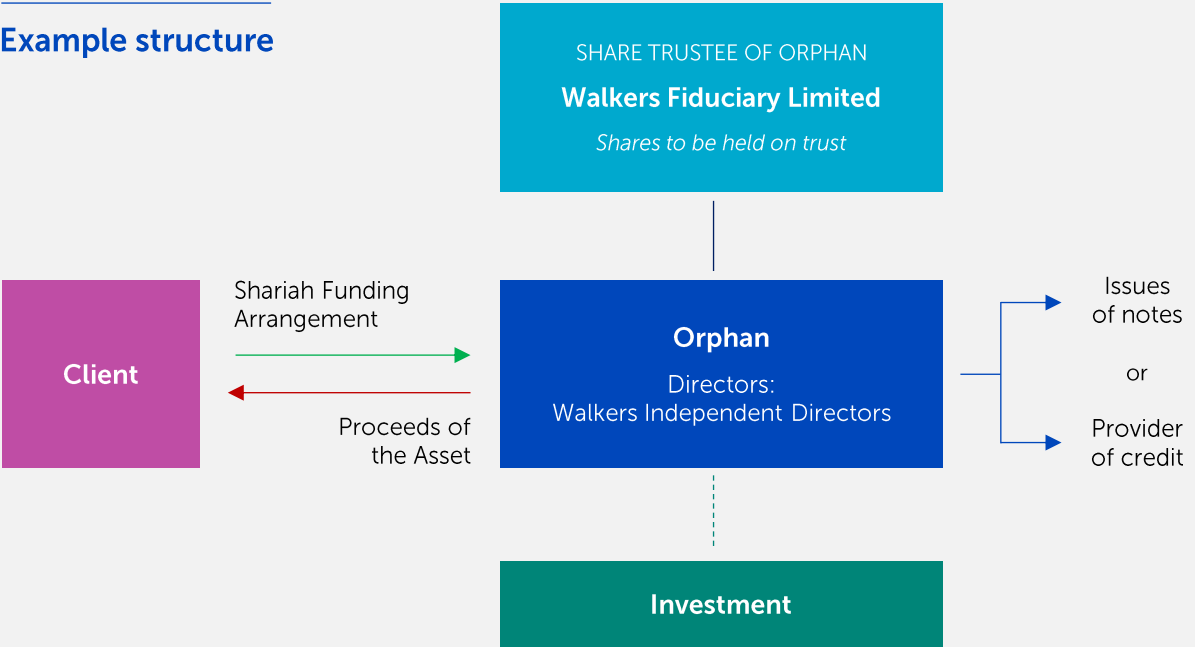 Example structure
SHARE TRUSTEE OF ORPHAN
Walkers Fiduciary Limited
Shares to be held on trust
Client
Shariah Funding
Arrangement
Proceeds of
the Asset
Orphan
Directors:
Walkers Independent Directors
Issues
of notes
or
Provider
of credit
Investment